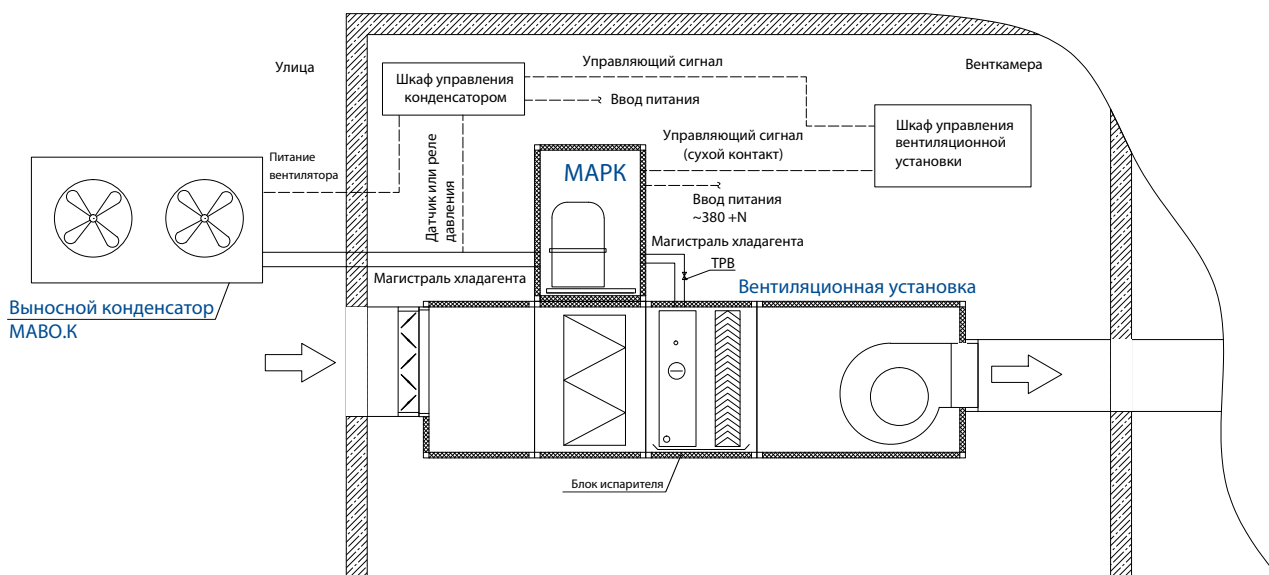 Улица
Шкаф управления
конденсатором
Управляющий сигнал
Венткамера
Ввод питания
Шкаф управления
вентиляционной
установки
Управляющий сигнал
(сухой контакт)
Питание
вентилятора
Датчик или реле
давления
МАРК
Ввод питания
~380 +N
Магистраль хладагента
ТРВ
Магистраль хладагента
Вентиляционная установка
Выносной конденсатор
МАВО.К
Блок испарителя